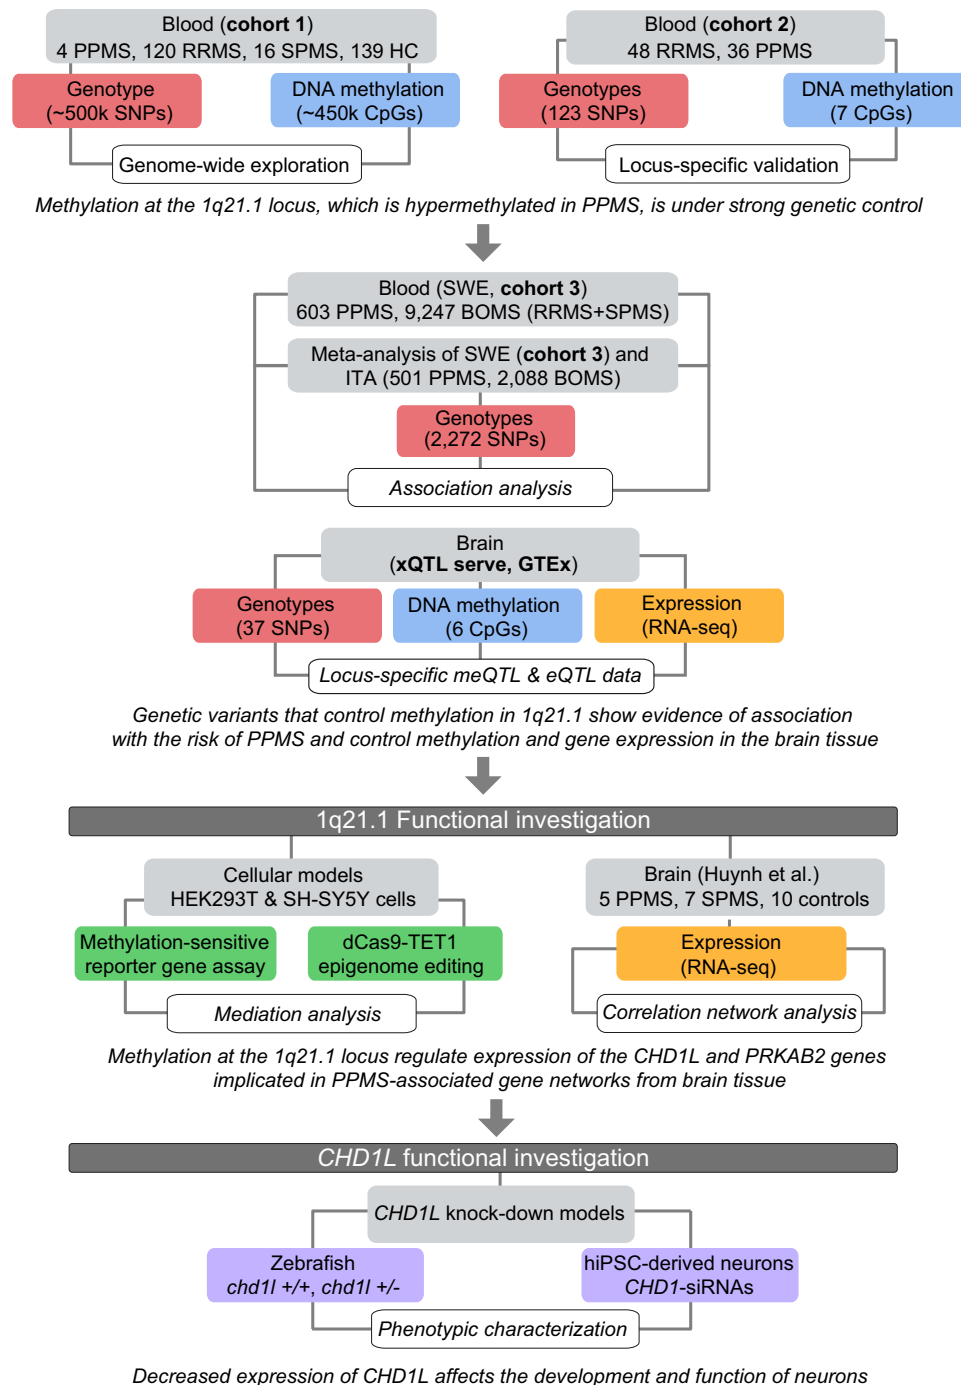 Blood (cohort 1)
4 PPMS, 120 RRMS, 16 SPMS, 139 HC
Genotype
(~500k SNPs)
DNA methylation
(~450k CpGs)
Genome-wide exploration
Blood (cohort 2)
48 RRMS, 36 PPMS
Genotypes
(123 SNPs)
DNA methylation
(7 CpGs)
Locus-specific validation
Methylation at the 1q21.1 locus, which is hypermethylated in PPMS, is under strong genetic control
Blood (SWE, cohort 3)
603 PPMS, 9,247 BOMS (RRMS+SPMS)
Meta-analysis of SWE (cohort 3) and
ITA (501 PPMS, 2,088 BOMS)
Genotypes
(2,272 SNPs)
Association analysis
Brain
(xQTL serve, GTEx)
Genotypes
(37 SNPs)
DNA methylation
(6 CpGs)
Expression
(RNA-seq)
Locus-specific meQTL & eQTL data
Genetic variants that control methylation in 1q21.1 show evidence of association
with the risk of PPMS and control methylation and gene expression in the brain tissue
1q21.1 Functional investigation
Cellular models
HEK293T & SH-SY5Y cells
Methylation-sensitive
reporter gene assay
dCas9-TET1
epigenome editing
Mediation analysis
Brain (Huynh et al.)
5 PPMS, 7 SPMS, 10 controls
Expression
(RNA-seq)
Correlation network analysis
Methylation at the 1q21.1 locus regulate expression of the CHD1L and PRKAB2 genes
implicated in PPMS-associated gene networks from brain tissue
CHD1L functional investigation
CHD1L knock-down models
Zebrafish
chd1l +/+, chd1l +/-
hiPSC-derived neurons
CHD1-siRNAs
Phenotypic characterization
Decreased expression of CHD1L affects the development and function of neurons